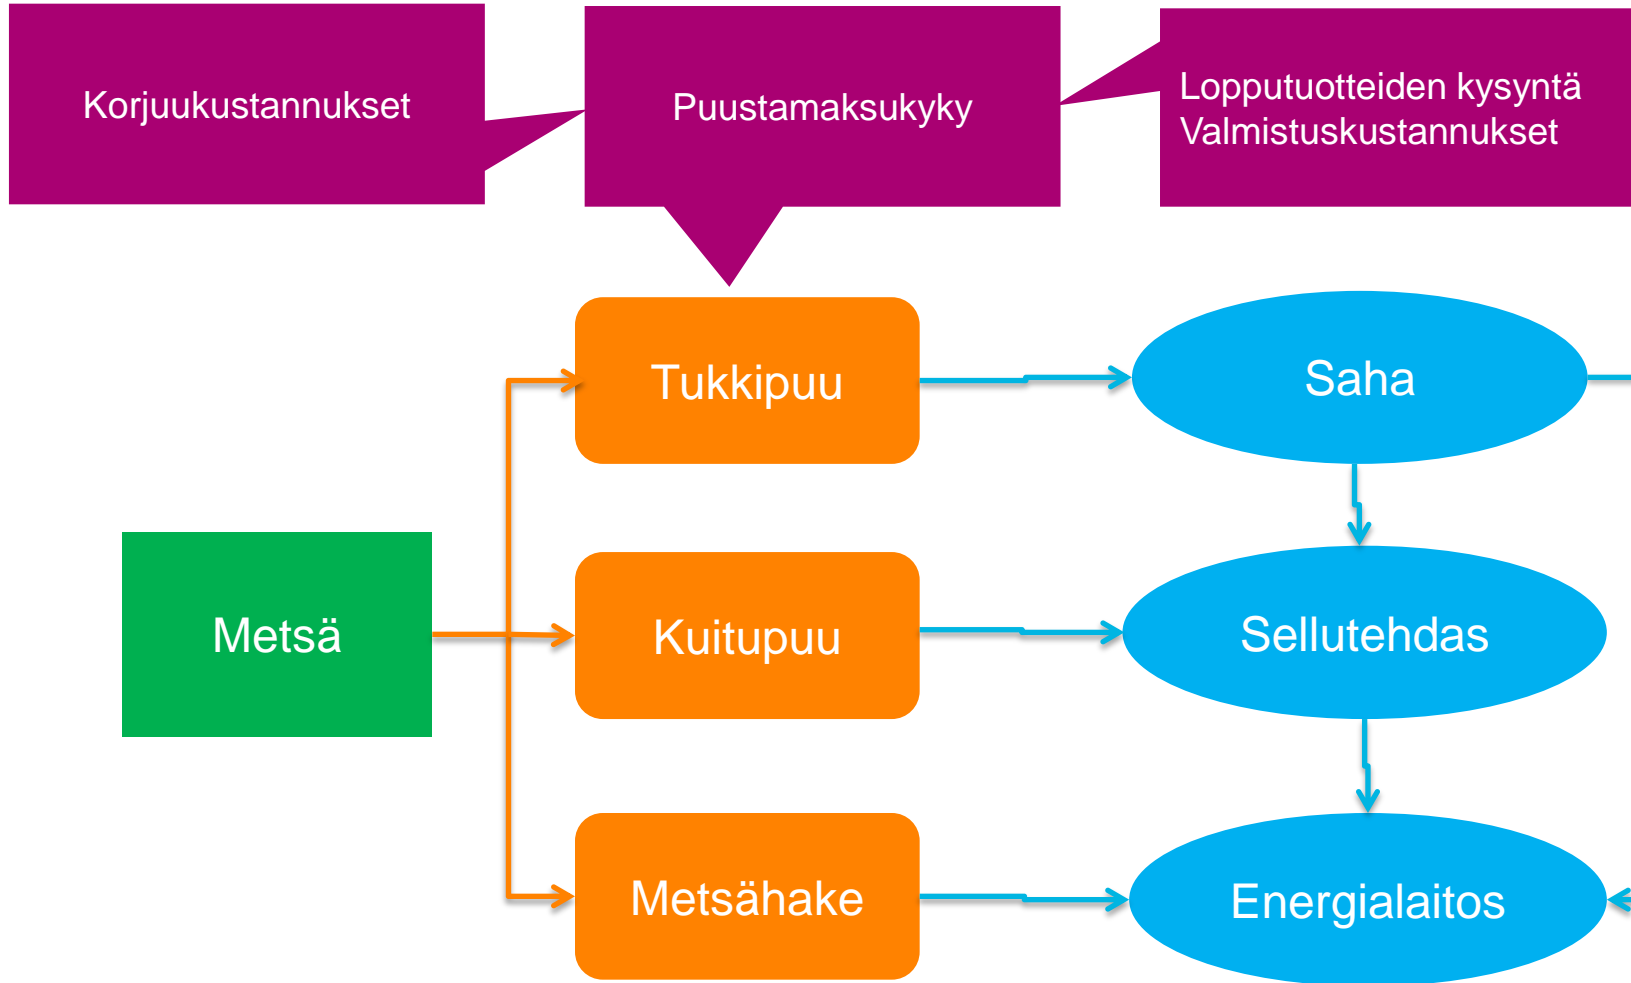 Korjuukustannukset
Puustamaksukyky
Lopputuotteiden kysyntä
Valmistuskustannukset
Tukkipuu
Saha
Metsä
Kuitupuu
Sellutehdas
Metsähake
Energialaitos